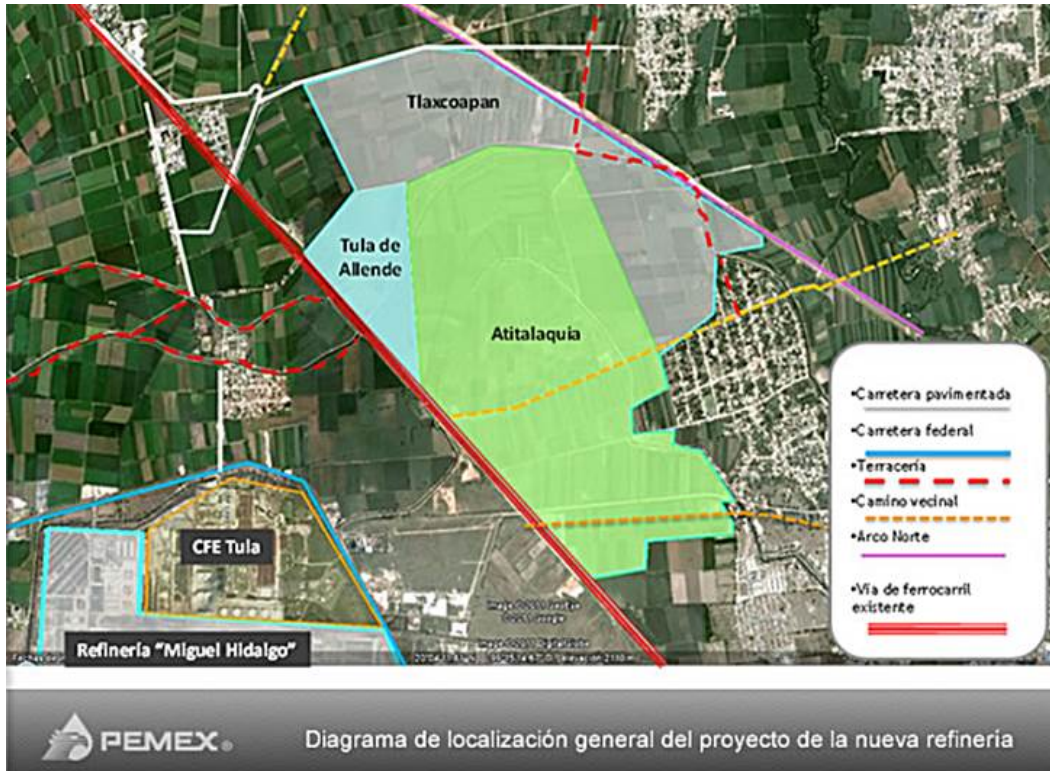 Tlaxcoapan
Tula de
Allende
Atitalaquia
•Carretera pavimentada
•Carretera federal
•Terracería
•Camino vecinal
•Arco Norte
•Vía de ferrocarril
existente
CFE Tula
Refinería "Miguel Hidalgo"
PEMEX®
Diagrama de localización general del proyecto de la nueva refinería